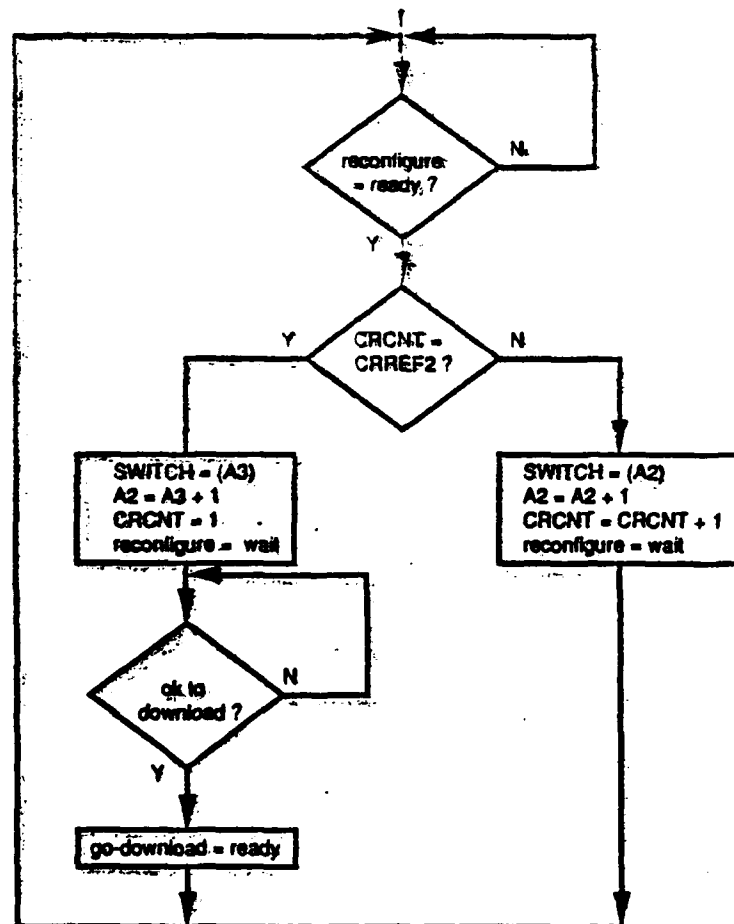 reconfigure
= ready ?
N
Y
CRCNT =
CRREF2 ?
Y
N
SWITCH = (A3)
A2 = A3 + 1
CRCNT = 1
reconfigure = wait
SWITCH = (A2)
A2 = A2 + 1
CRCNT = CRCNT + 1
reconfigure = wait
ok to
download ?
N
Y
go-download = ready